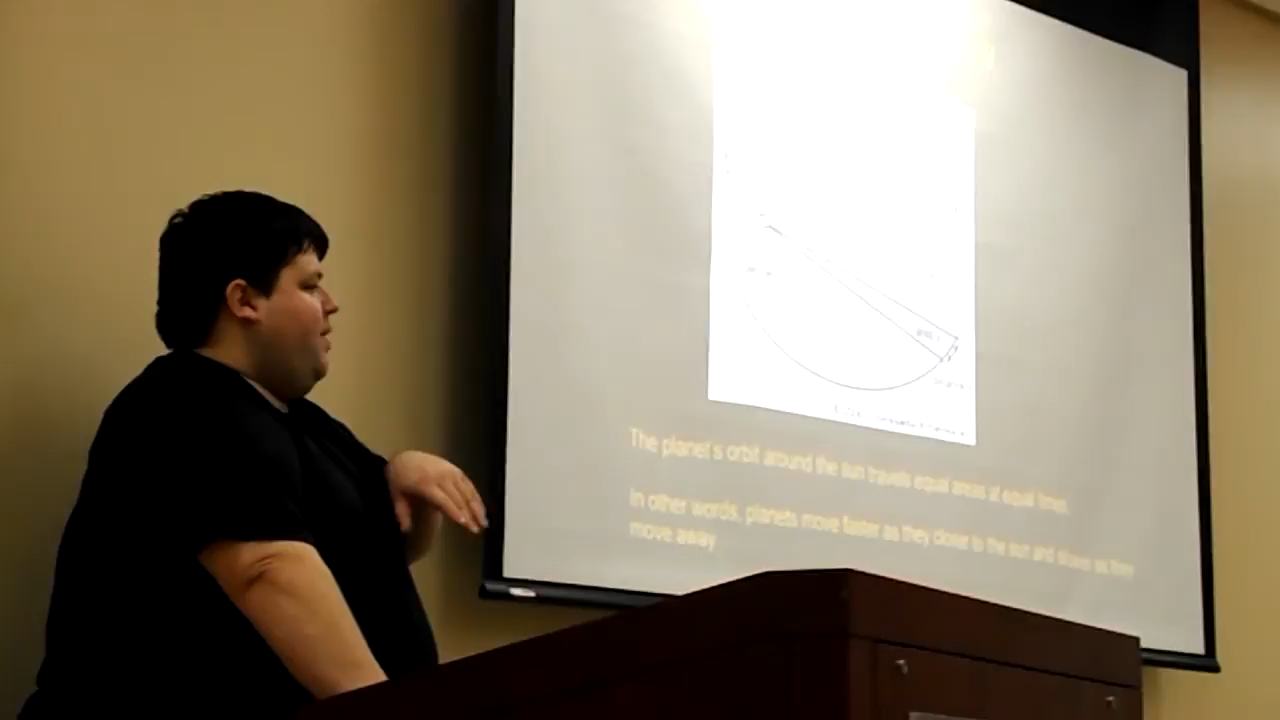 The planet's orbit around the sun travels equal areas at equal times.
In other words, planets move faster as they closer to the sun and slower as they
move away